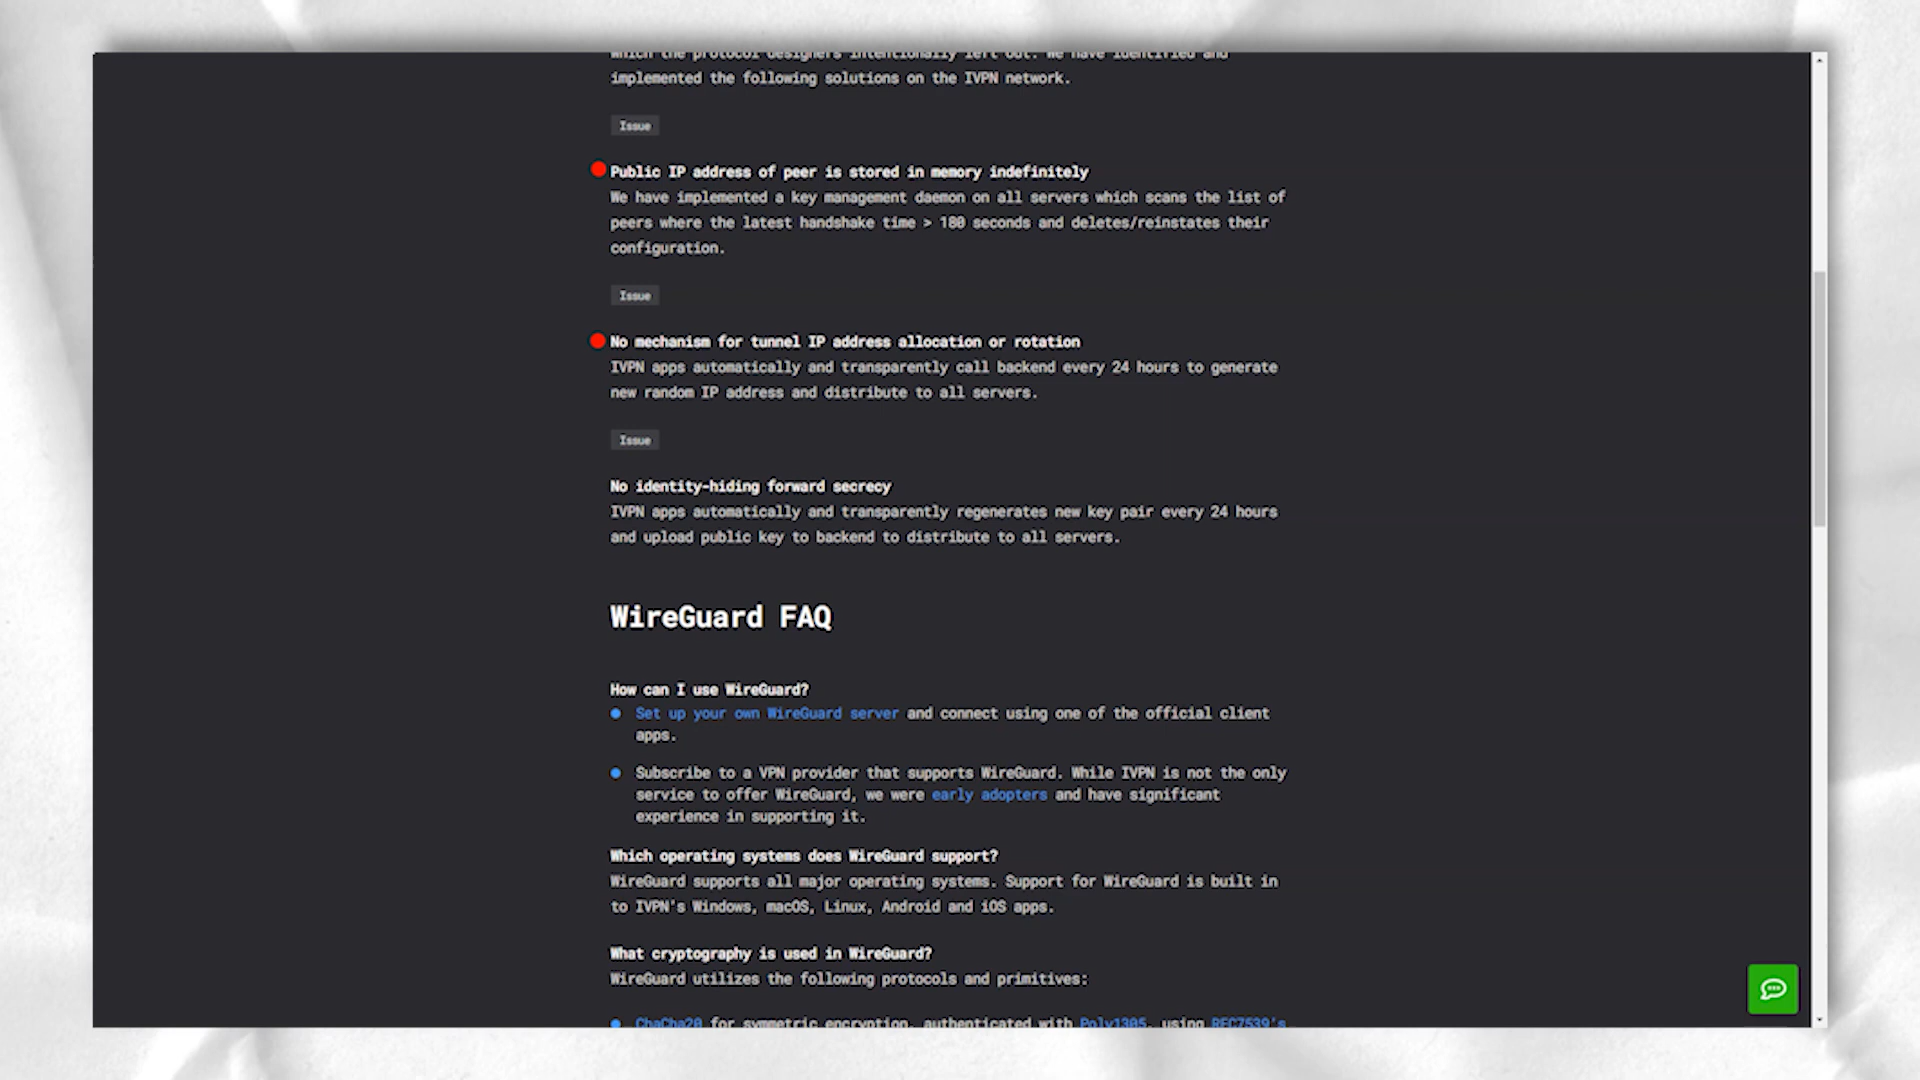 which the protocol designers intentionally left out. We have identified and
implemented the following solutions on the IVPN network.
Issue
Public IP address of peer is stored in memory indefinitely
We have implemented a key management daemon on all servers which scans the list of
peers where the latest handshake time > 180 seconds and deletes/reinstates their
configuration.
Issue
No mechanism for tunnel IP address allocation or rotation
IVPN apps automatically and transparently call backend every 24 hours to generate
new random IP address and distribute to all servers.
Issue
No identity-hiding forward secrecy
IVPN apps automatically and transparently regenerates new key pair every 24 hours
and upload public key to backend to distribute to all servers.
WireGuard FAQ
How can I use WireGuard?
Set up your own WireGuard server and connect using one of the official client
apps.
Subscribe to a VPN provider that supports WireGuard. While IVPN is not the only
service to offer WireGuard, we were early adopters and have significant
experience in supporting it.
Which operating systems does WireGuard support?
WireGuard supports all major operating systems. Support for WireGuard is built in
to IVPN's Windows, macOS, Linux, Android and iOS apps.
What cryptography is used in WireGuard?
WireGuard utilizes the following protocols and primitives:
ChaCha20 for symmetric encryption, authenticated with Poly1305, using RFC7539's